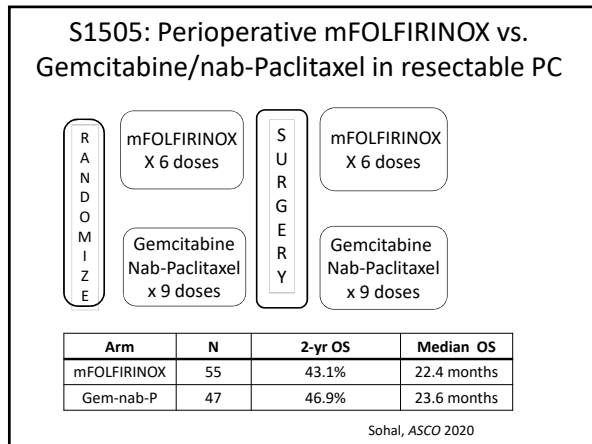 S1505: Perioperative mFOLFIRINOX vs.
Gemcitabine/nab-Paclitaxel in resectable PC
RANDOMIZE
mFOLFIRINOX
X 6 doses
Gemcitabine
Nab-Paclitaxel
x 9 doses
SURGERY
mFOLFIRINOX
X 6 doses
Gemcitabine
Nab-Paclitaxel
x 9 doses
Arm N 2-yr OS Median OS
mFOLFIRINOX 55 43.1% 22.4 months
Gem-nab-P 47 46.9% 23.6 months
Sohal, ASCO 2020